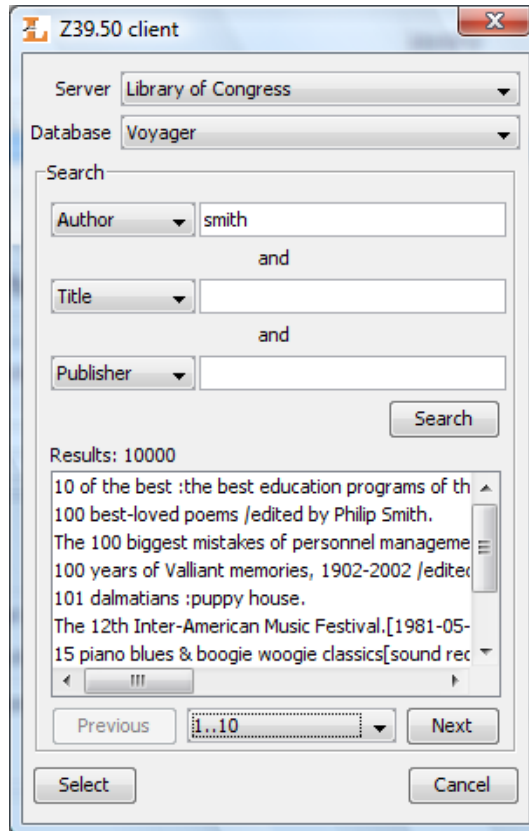 Z39.50 client
Server Library of Congress
Database Voyager
Search
Author smith
and
Title
and
Publisher
Search
Results: 10000
10 of the best :the best education programs of th
100 best-loved poems /edited by Philip Smith.
The 100 biggest mistakes of personnel manageme
100 years of Valliant memories, 1902-2002 /edited
101 dalmatians :puppy house.
The 12th Inter-American Music Festival.[1981-05-
15 piano blues & boogie woogie classics[sound rec
Previous 1..10 Next
Select Cancel